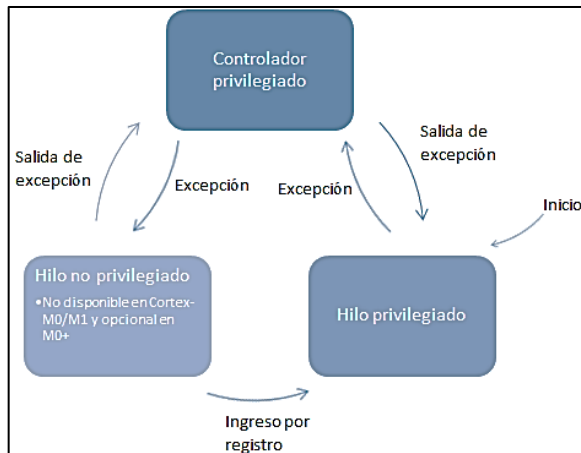 Controlador
privilegiado
Salida de
excepción
Excepción
Excepción
Salida de
excepción
Inicio
Hilo no privilegiado
•No disponible en Cortex-
M0/M1 y opcional en
M0+
Hilo privilegiado
Ingreso por
registro